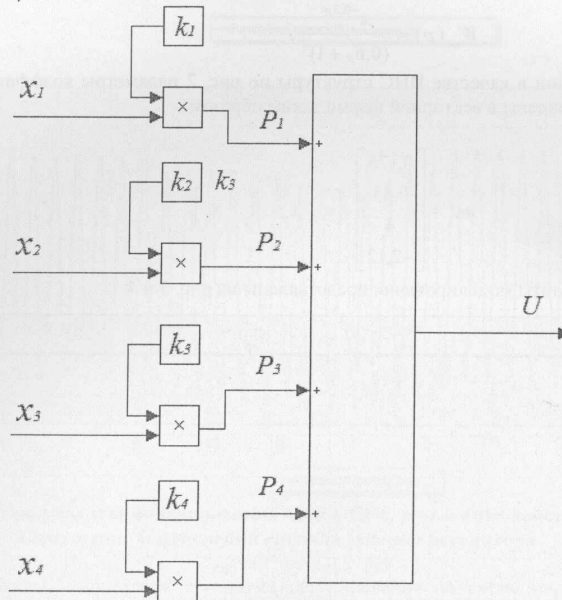 k1
x1
×
P1
+
k2 k3
x2
×
P2
+
U
k3
P3
+
x3
×
k4
P4
+
x4
×